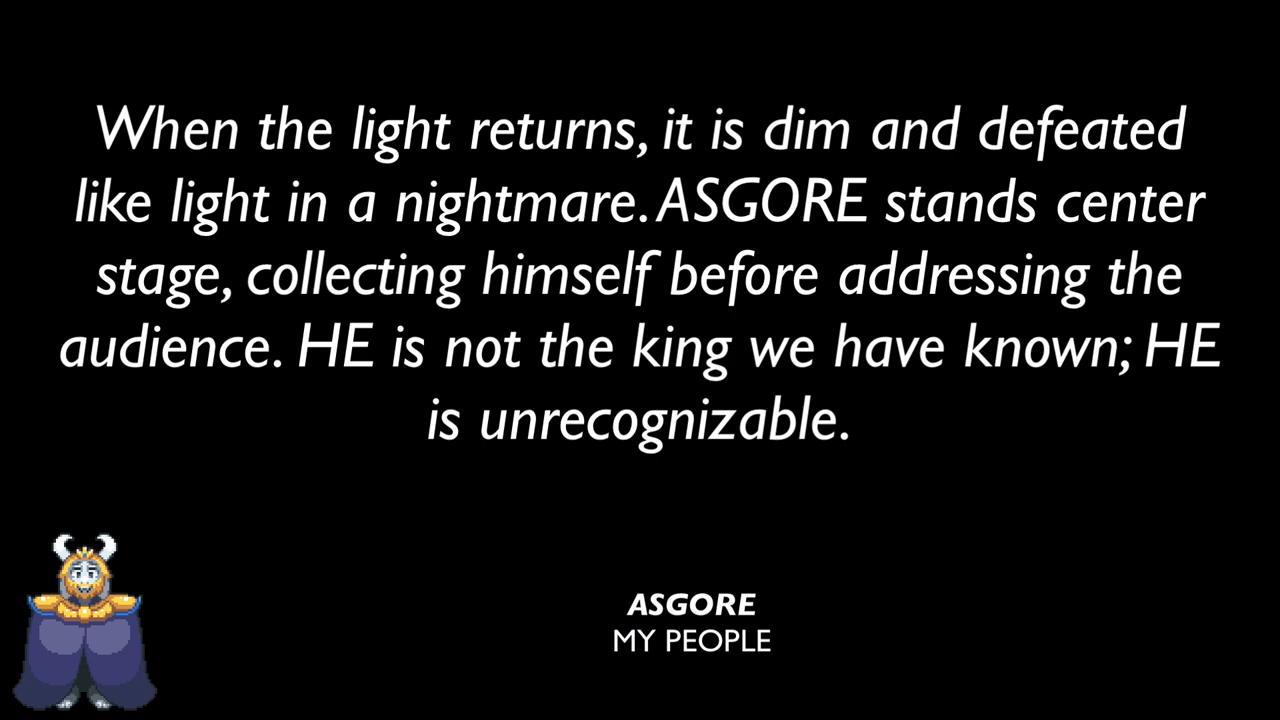 When the light returns, it is dim and defeated
like light in a nightmare. ASGORE stands center
stage, collecting himself before addressing the
audience. HE is not the king we have known; HE
is unrecognizable.
ASGORE
MY PEOPLE